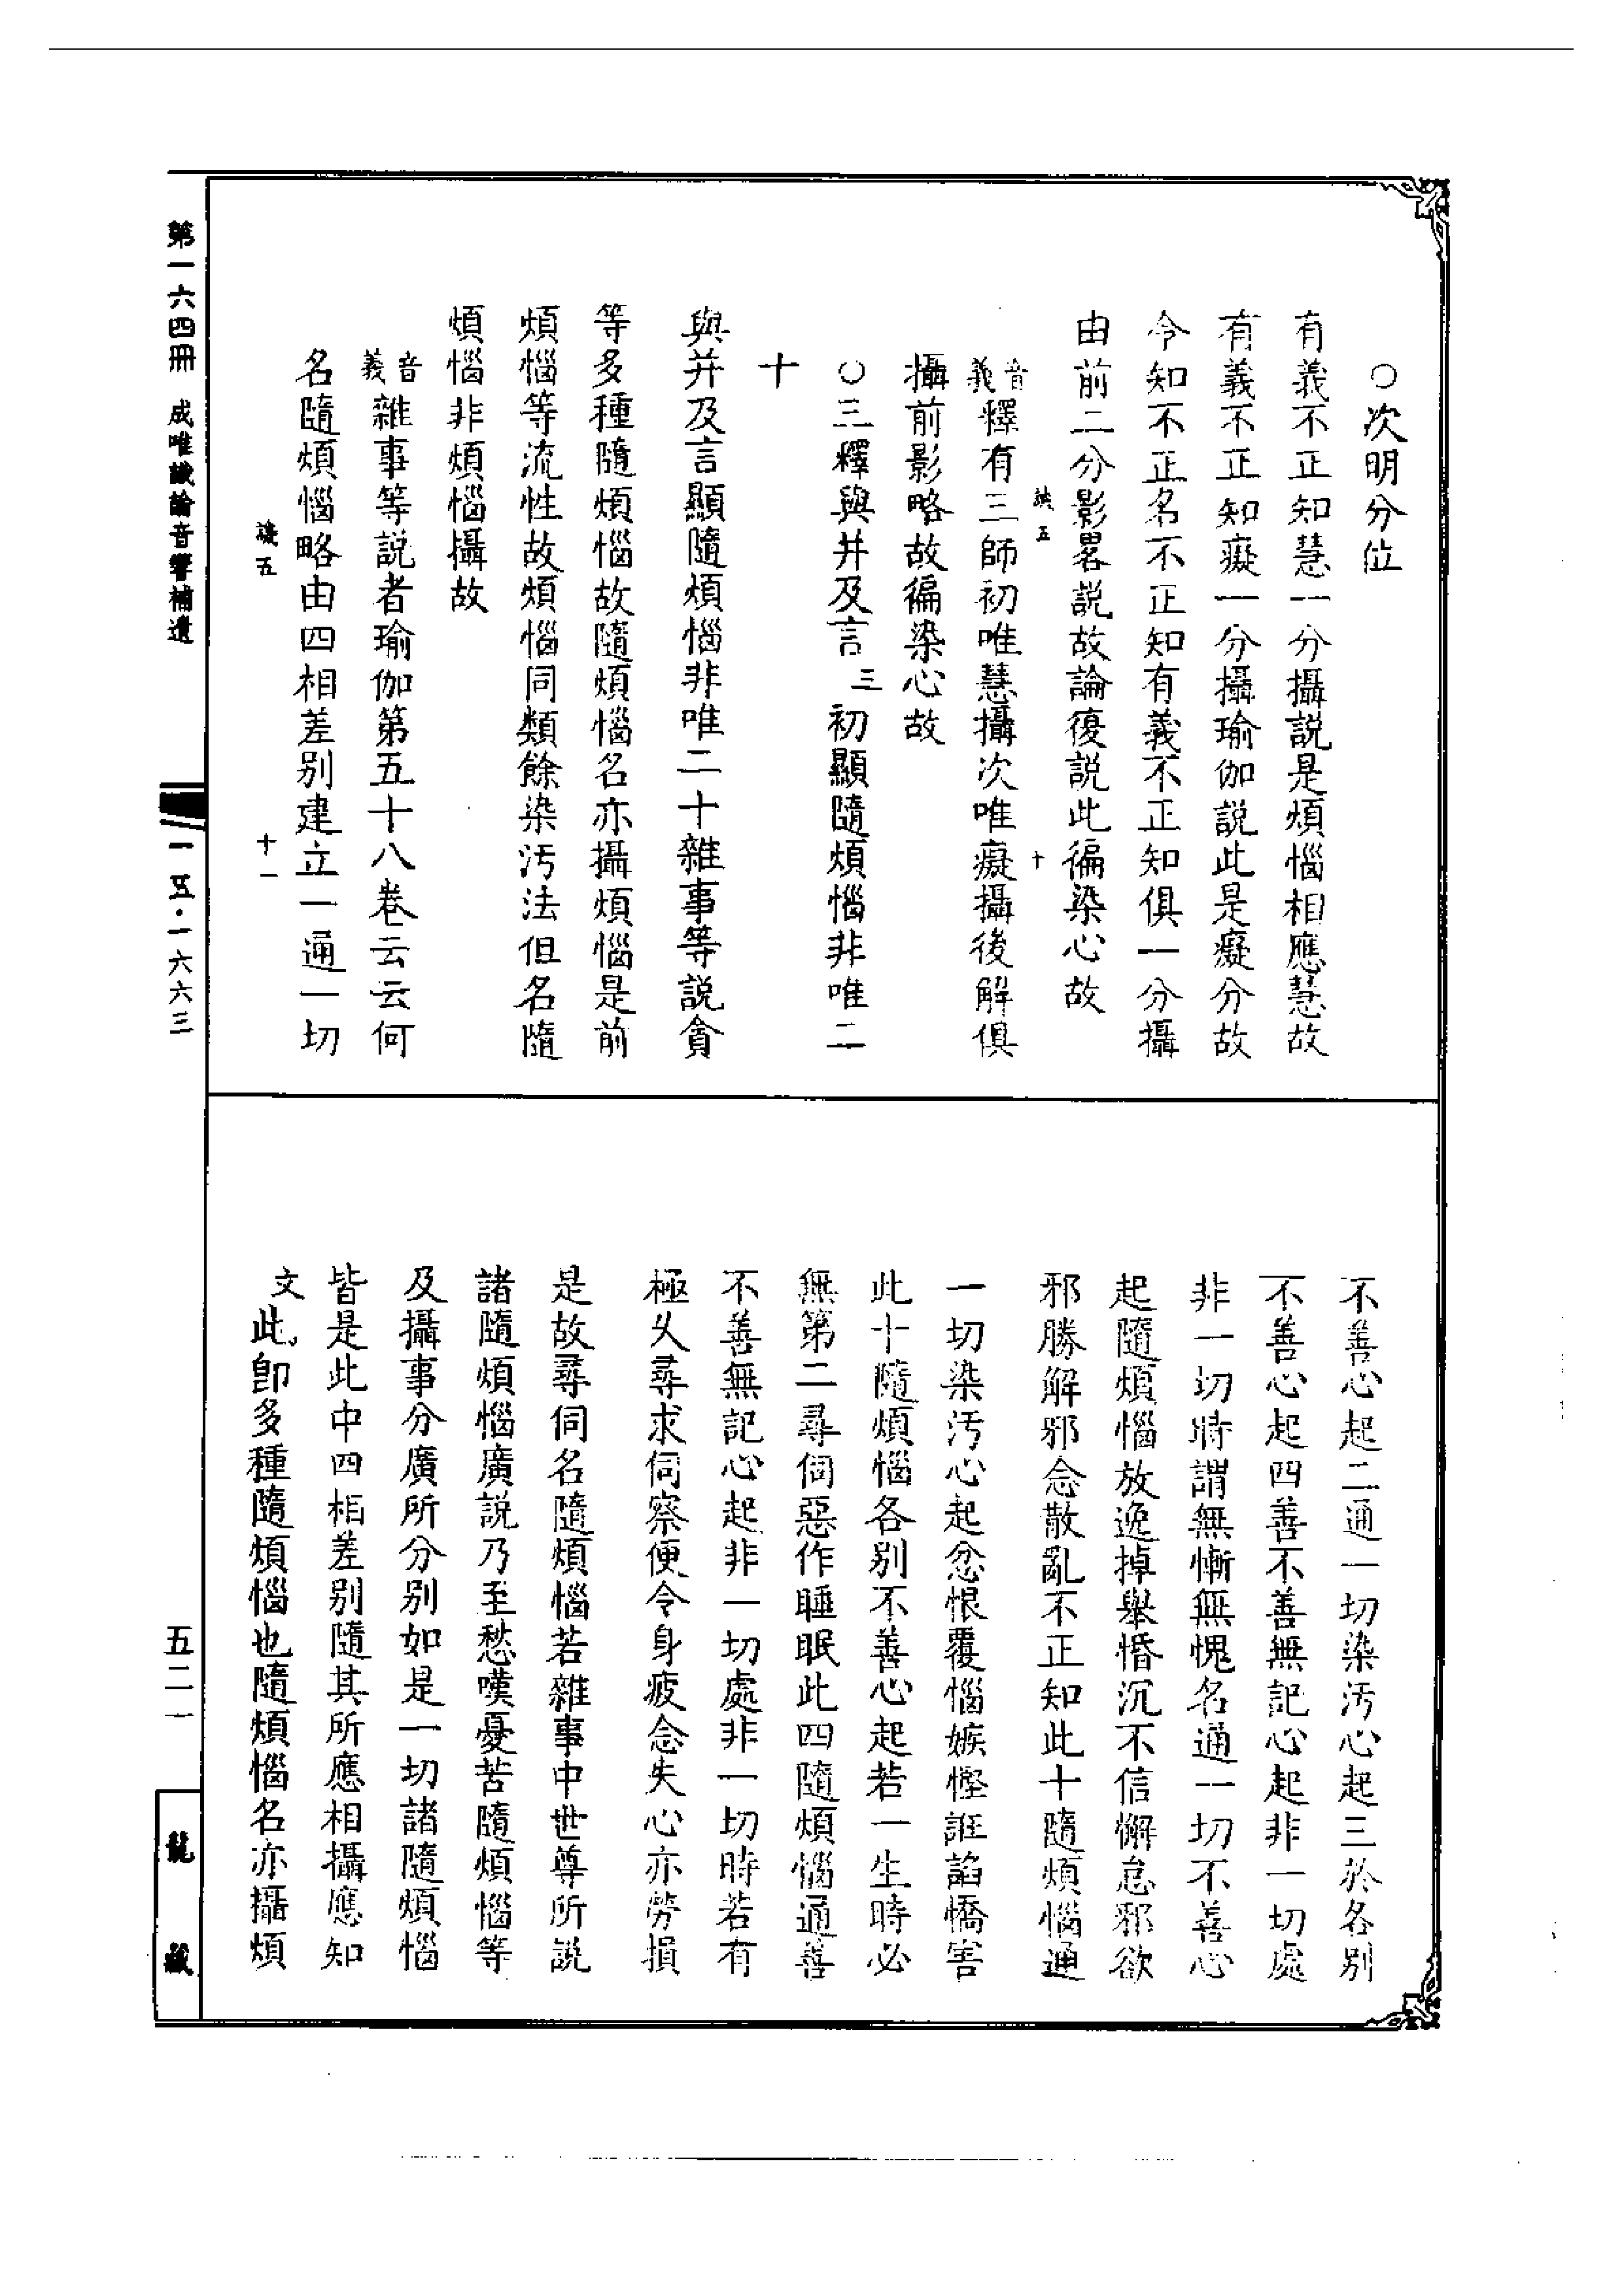 ○次明分位
有義不正知慧一分攝説是煩惱相應慧故
有義不正知癡一分攝瑜伽説此是癡分故
令知不正名不正知有義不正知俱一分攝
由前二分影畧説故論復説此徧染心故
五
十
音義釋有三師初唯慧攝次唯癡攝後解俱
攝前影略故徧染心故
○三釋與并及言三初顯隨煩惱非唯二
十
與并及言顯隨煩惱非唯二十雜事等説貪
等多種隨煩惱故隨煩惱名亦攝煩惱是前
煩惱等流性故煩惱同類餘染汚法但名隨
煩惱非煩惱攝故
音義雜事等説者瑜伽第五十八卷云云何
名隨煩惱略由四相差别建立一通一切
五
十一
不善心起二通一切染汚心起三於各别
不善心起四善不善無記心起非一切處
非一切時謂無慚無愧名通一切不善心
起隨煩惱放逸掉舉惛沉不信懈怠邪欲
邪勝解邪念散亂不正知此十隨煩惱通
一切染汚心起忿恨覆惱嫉慳誑諂憍害
此十隨煩惱各别不善心起若一生時必
無第二尋伺惡作睡眠此四隨煩惱通善
不善無記心起非一切處非一切時若有
極乆尋求伺察便令身疲念失心亦勞損
是故尋伺名隨煩惱若雜事中世尊所説
諸隨煩惱廣説乃至愁嘆憂苦隨煩惱等
及攝事分廣所分别如是一切諸隨煩惱
皆是此中四相差别隨其所應相攝應知
文此卽多種隨煩惱也隨煩惱名亦攝煩
第一六四冊 成唯識論音響補遺
一五·一六六三
五二一
龍藏